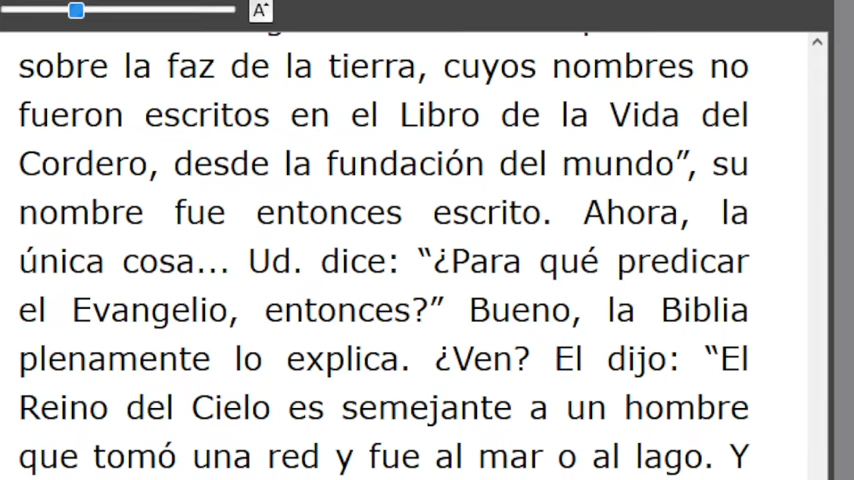 A
sobre la faz de la tierra, cuyos nombres no
fueron escritos en el Libro de la Vida del
Cordero, desde la fundación del mundo”, su
nombre fue entonces escrito. Ahora, la
única cosa... Ud. dice: “¿Para qué predicar
el Evangelio, entonces?” Bueno, la Biblia
plenamente lo explica. ¿Ven? El dijo: “El
Reino del Cielo es semejante a un hombre
que tomó una red y fue al mar o al lago. Y